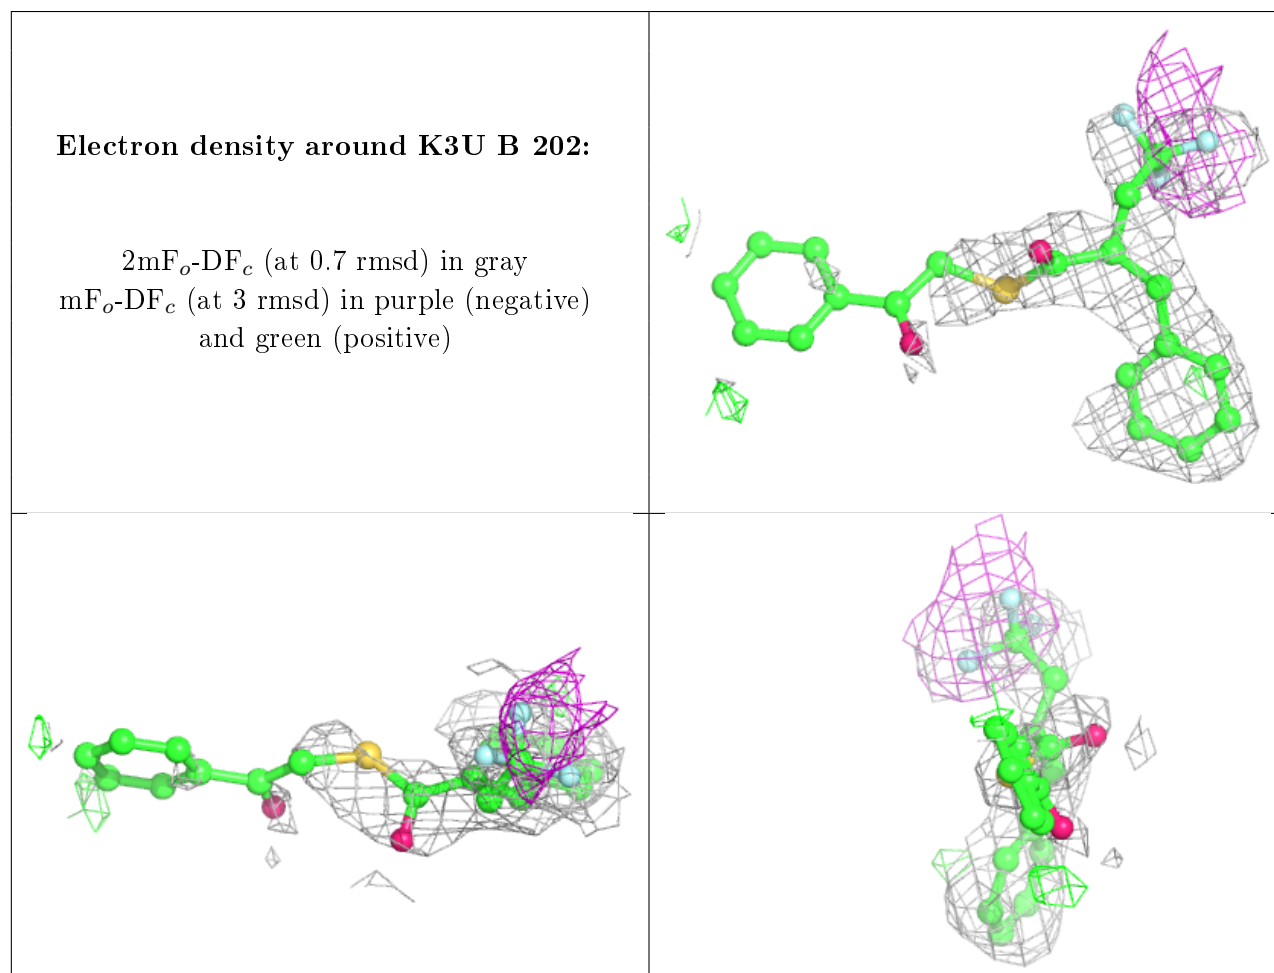 Electron density around K3U B 202:
2mFo-DFc (at 0.7 rmsd) in gray
mFo-DFc (at 3 rmsd) in purple (negative)
and green (positive)